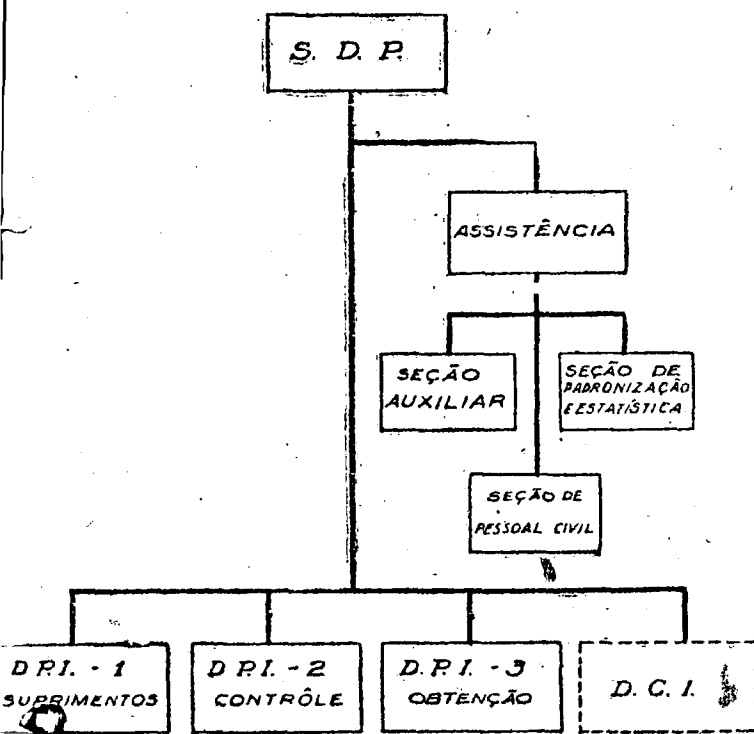 S. D. P.
ASSISTÊNCIA
SEÇÃO
AUXILIAR
SEÇÃO DE
PADRONIZAÇÃO
E ESTATÍSTICA
SEÇÃO DE
PESSOAL CIVIL
D.P.I. - 1
SUPRIMENTOS
D.P.I. - 2
CONTRÔLE
D.P.I. - 3
OBTENÇÃO
D. C. I.